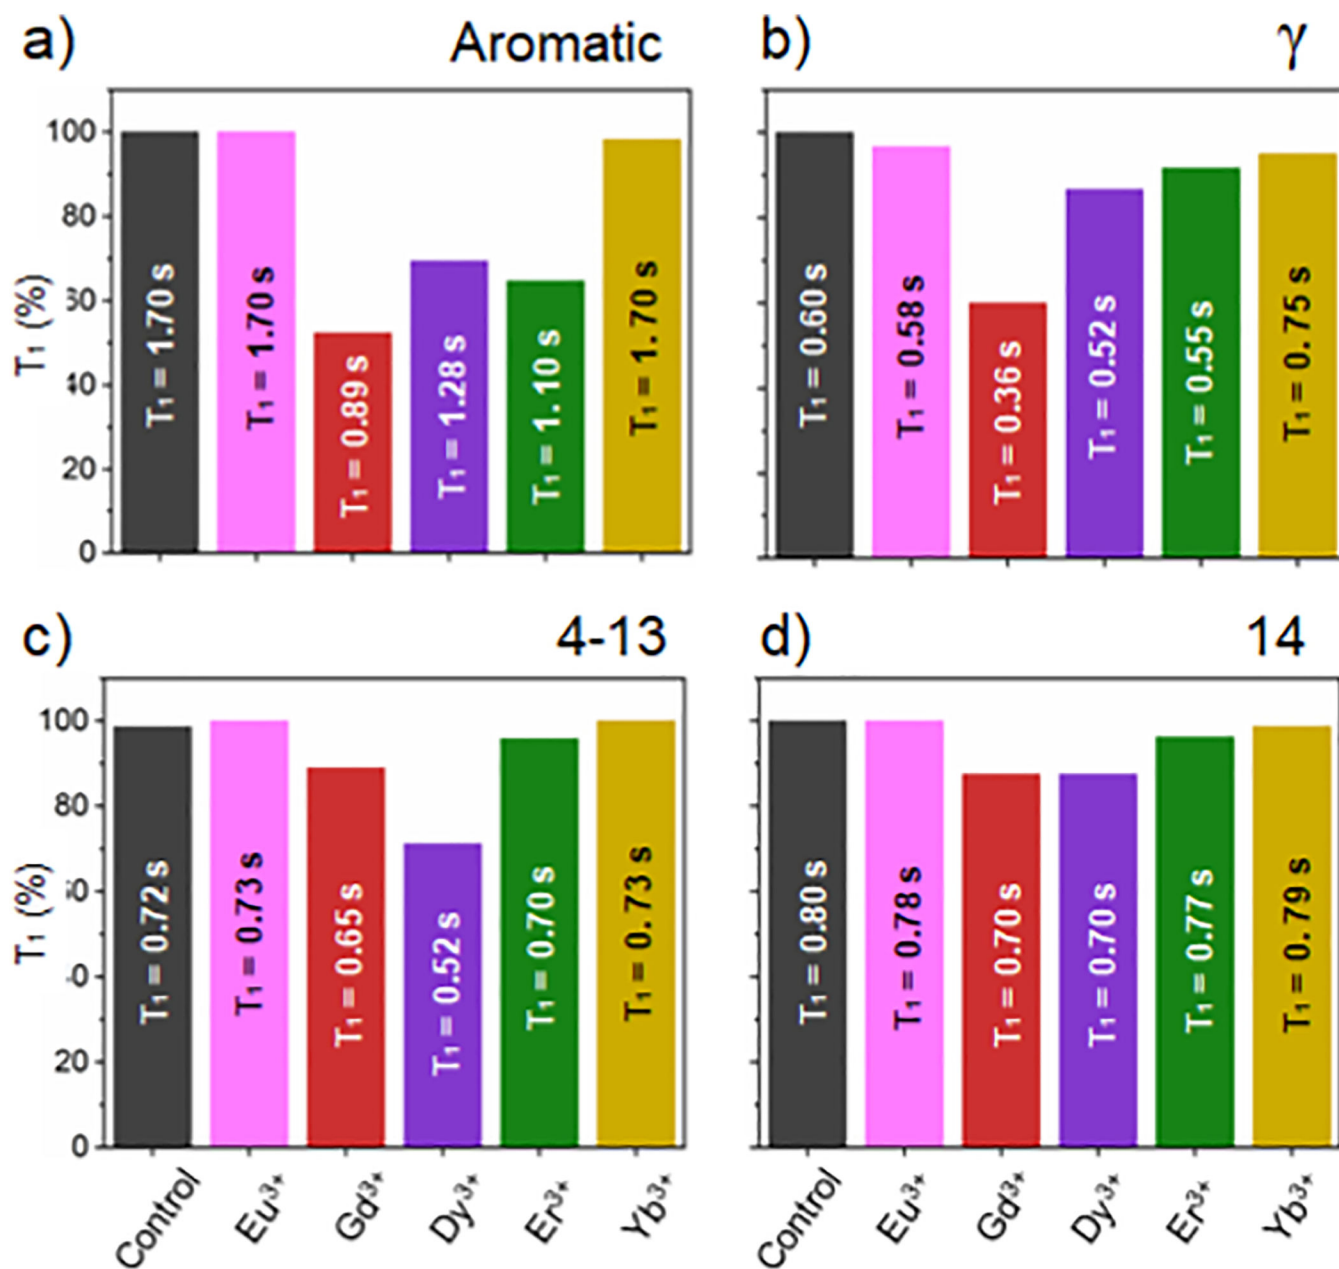 a) Aromatic
T₁ (%)
100
80
60
40
20
0
T₁ = 1.70 s
T₁ = 1.70 s
T₁ = 0.89 s
T₁ = 1.28 s
T₁ = 1.10 s
T₁ = 1.70 s
b) γ
T₁ = 0.60 s
T₁ = 0.58 s
T₁ = 0.36 s
T₁ = 0.52 s
T₁ = 0.55 s
T₁ = 0.75 s
c) 4-13
T₁ (%)
100
80
60
40
20
0
T₁ = 0.72 s
T₁ = 0.73 s
T₁ = 0.65 s
T₁ = 0.52 s
T₁ = 0.70 s
T₁ = 0.73 s
Control
Eu³⁺
Gd³⁺
Dy³⁺
Er³⁺
Yb³⁺
d) 14
T₁ = 0.80 s
T₁ = 0.78 s
T₁ = 0.70 s
T₁ = 0.70 s
T₁ = 0.77 s
T₁ = 0.79 s
Control
Eu³⁺
Gd³⁺
Dy³⁺
Er³⁺
Yb³⁺